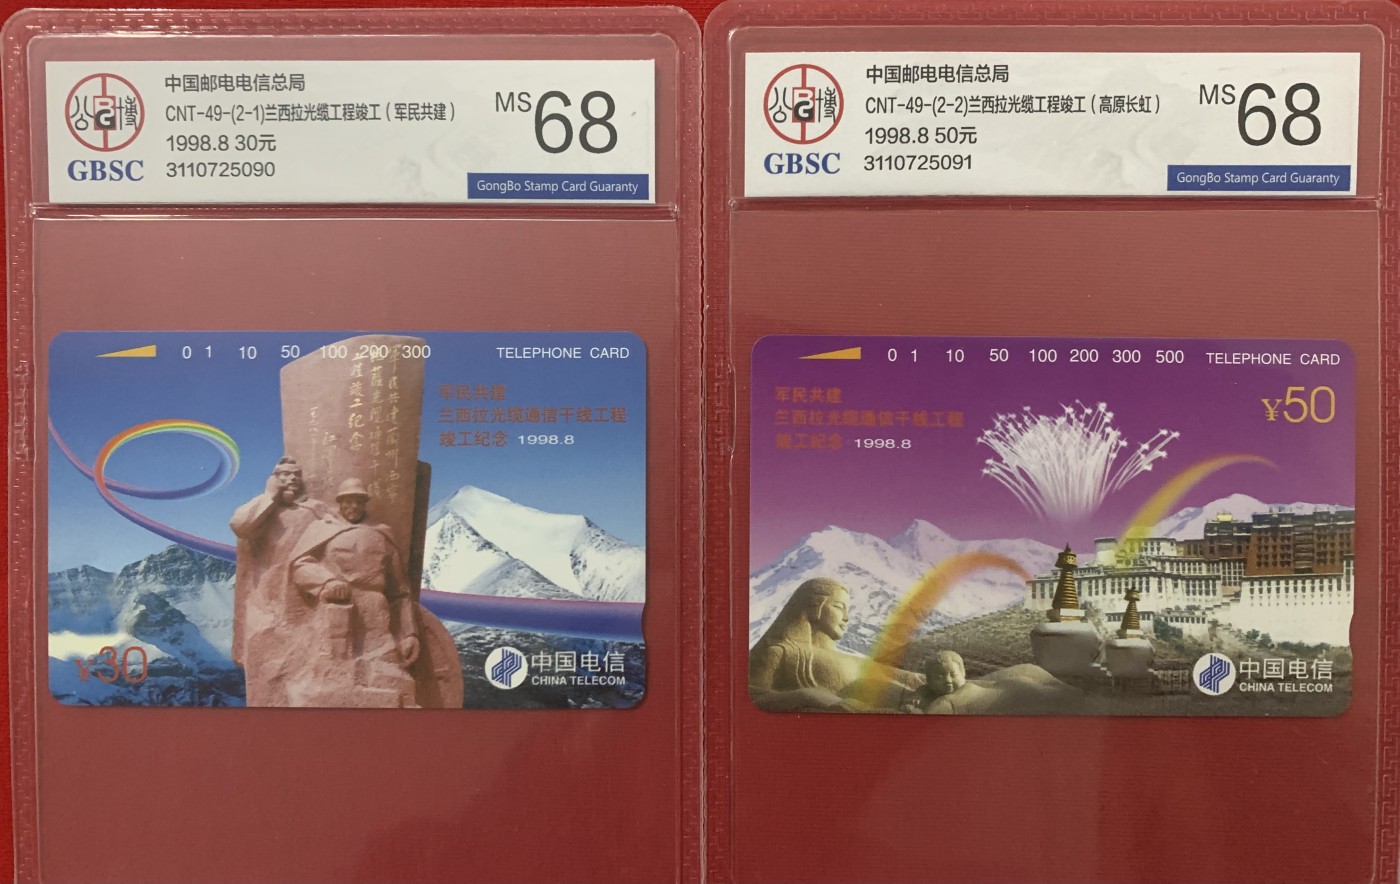 公博
GBSC
中国邮电电信总局
CNT-49-(2-1)兰西拉光缆工程竣工(军民共建)
1998.8 30元
3110725090
MS 68
GongBo Stamp Card Guaranty
0 1 10 50 100 200 300
TELEPHONE CARD
军民共建
兰西拉光缆通信干线工程
竣工纪念 1998.8
¥30
中国电信
CHINA TELECOM
公博
GBSC
中国邮电电信总局
CNT-49-(2-2)兰西拉光缆工程竣工(高原长虹)
1998.8 50元
3110725091
MS 68
GongBo Stamp Card Guaranty
0 1 10 50 100 200 300 500
TELEPHONE CARD
军民共建
兰西拉光缆通信干线工程
竣工纪念 1998.8
¥50
中国电信
CHINA TELECOM